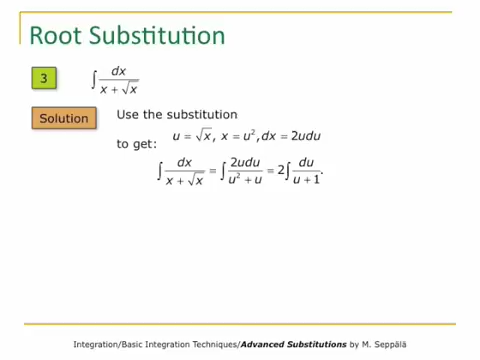 Root Substitution
3 ∫ dx / (x + √x)
Solution Use the substitution
to get: u = √x, x = u², dx = 2udu
∫ dx / (x + √x) = ∫ 2udu / (u² + u) = 2∫ du / (u + 1).
Integration/Basic Integration Techniques/Advanced Substitutions by M. Seppälä